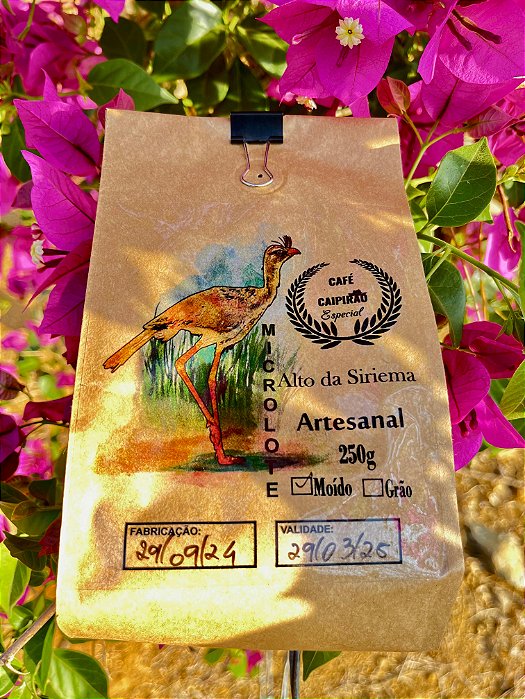 CAFÉ
CAIPIRÃO
Especial
MICROLOTE
Alto da Siriema
Artesanal
250g
Moído Grão
FABRICAÇÃO:
29/09/24
VALIDADE:
29/03/25